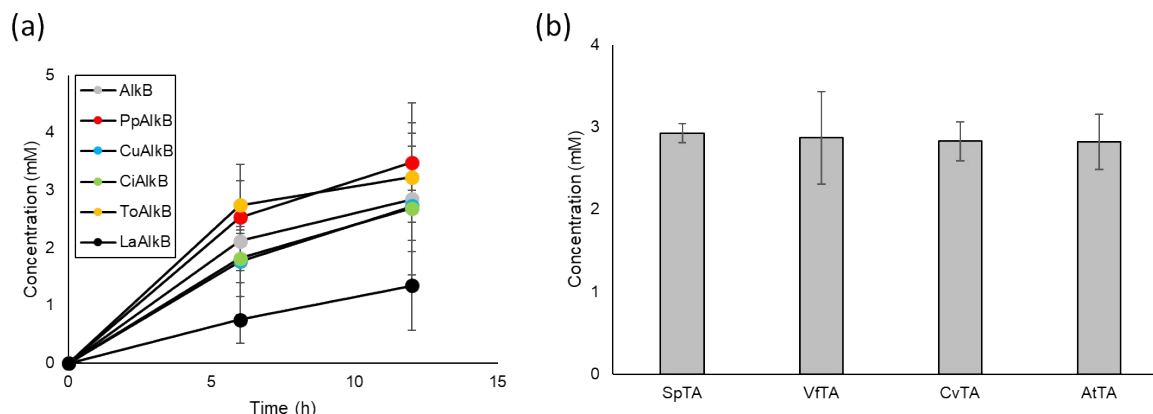 (a)
Concentration (mM)
5
4
3
2
1
0
AlkB
PpAlkB
CuAlkB
CiAlkB
ToAlkB
LaAlkB
0
5
10
15
Time (h)
(b)
Concentration (mM)
4
3
2
1
0
SpTA
VfTA
CvTA
AtTA